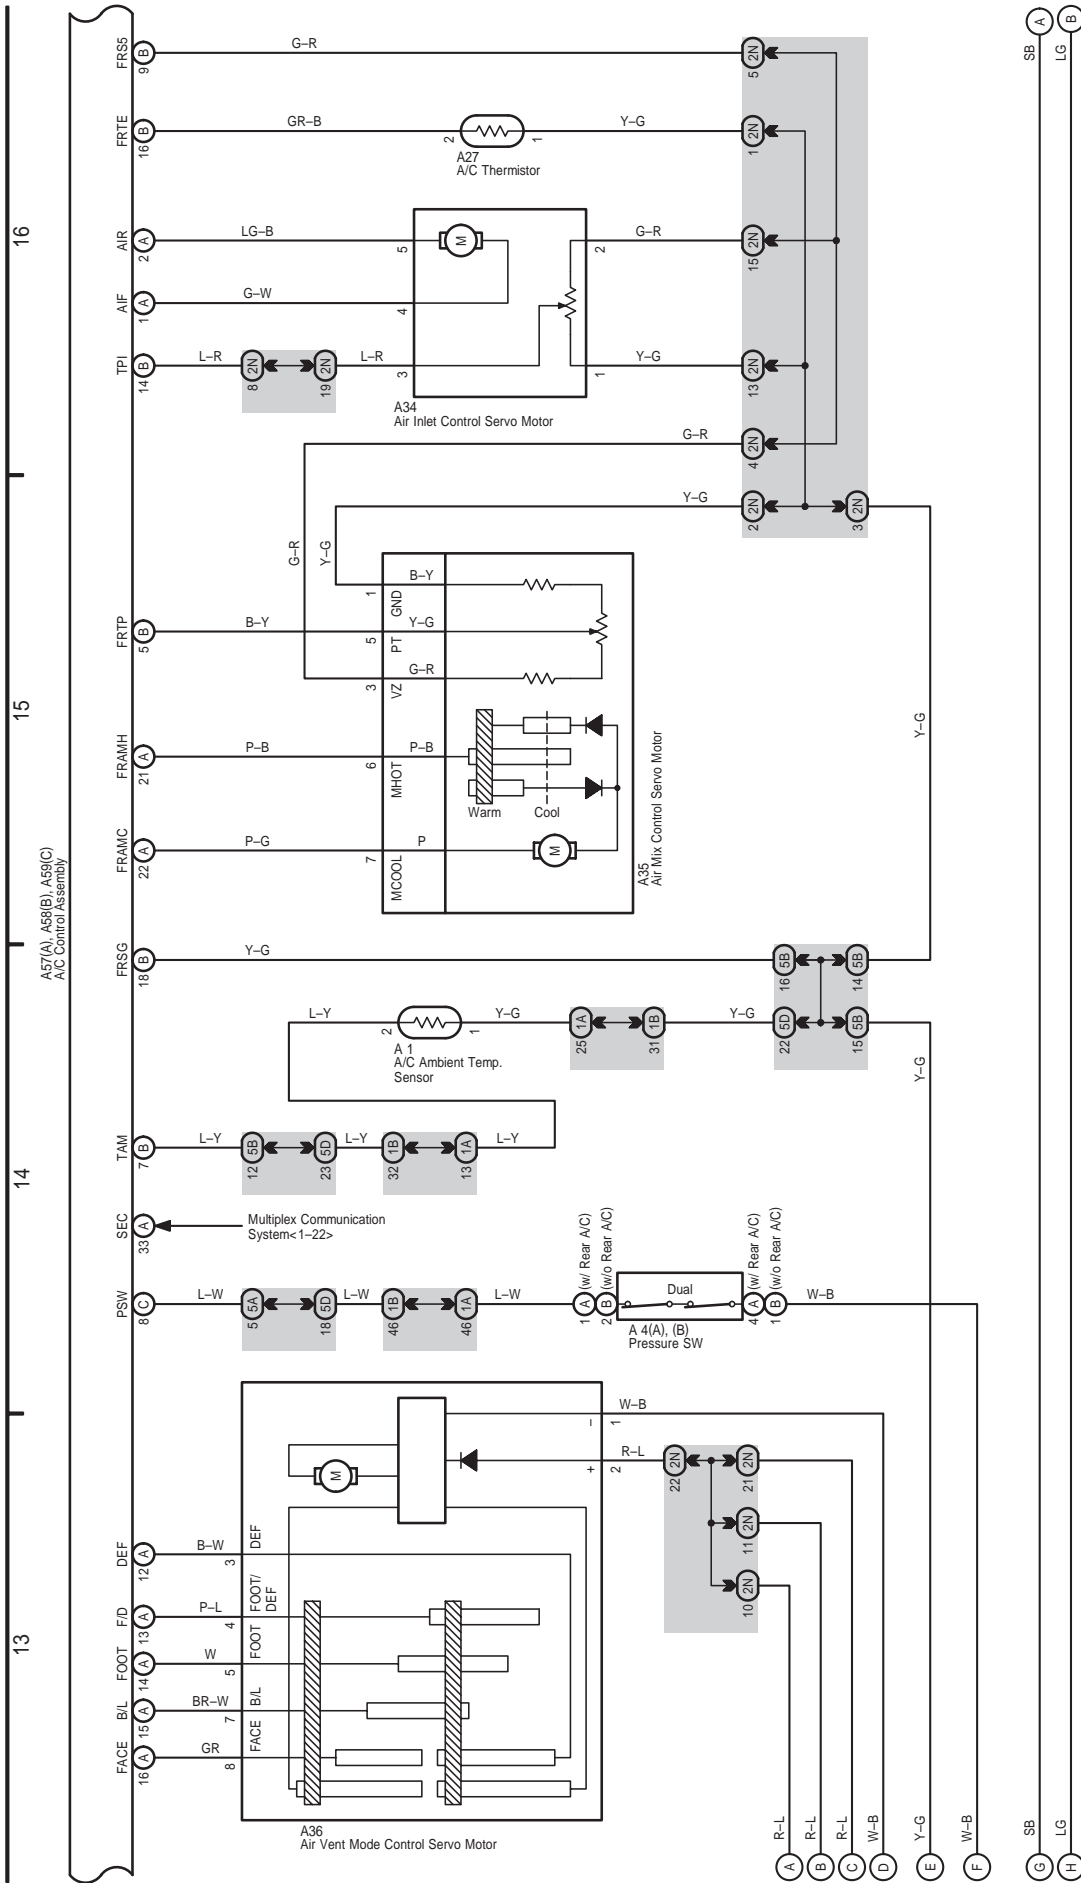 16
15
14
13
A57(A), A58(B), A59(C)
A/C Control Assembly
FRS5
9
B
G–R
5
2N
FRTE
16
B
GR–B
2
1
A27
A/C Thermistor
Y–G
1
2N
AIR
2
A
LG–B
5
M
2
G–R
15
2N
AIF
1
A
G–W
4
TPI
14
B
L–R
8
2N
19
2N
L–R
3
1
Y–G
13
2N
A34
Air Inlet Control Servo Motor
G–R
4
2N
Y–G
2
2N
3
2N
G–R
Y–G
1
GND
B–Y
FRTP
5
B
B–Y
5
PT
Y–G
3
VZ
G–R
FRAMH
21
A
P–B
6
MHOT
P–B
Warm
Cool
FRAMC
22
A
P–G
7
MCOOL
P
M
A35
Air Mix Control Servo Motor
Y–G
FRSG
18
B
Y–G
16
5B
14
5B
L–Y
2
1
A 1
A/C Ambient Temp.
Sensor
Y–G
25
1A
31
1B
Y–G
22
5D
15
5B
Y–G
TAM
7
B
L–Y
12
5B
23
5D
L–Y
32
1B
13
1A
L–Y
SEC
33
A
Multiplex Communication
System<1–22>
PSW
8
C
L–W
5
5A
18
5D
L–W
46
1B
46
1A
L–W
1
A
(w/ Rear A/C)
2
B
(w/o Rear A/C)
Dual
4
A
(w/ Rear A/C)
1
B
(w/o Rear A/C)
A 4(A), (B)
Pressure SW
W–B
M
–
1
W–B
+
2
R–L
22
2N
21
2N
11
2N
10
2N
DEF
12
A
B–W
3
DEF
F/D
13
A
P–L
4
FOOT/
DEF
FOOT
14
A
W
5
FOOT
B/L
15
A
BR–W
7
B/L
FACE
16
A
GR
8
FACE
A36
Air Vent Mode Control Servo Motor
R–L
A
R–L
B
R–L
C
W–B
D
Y–G
E
W–B
F
SB
A
LG
B
SB
G
LG
H